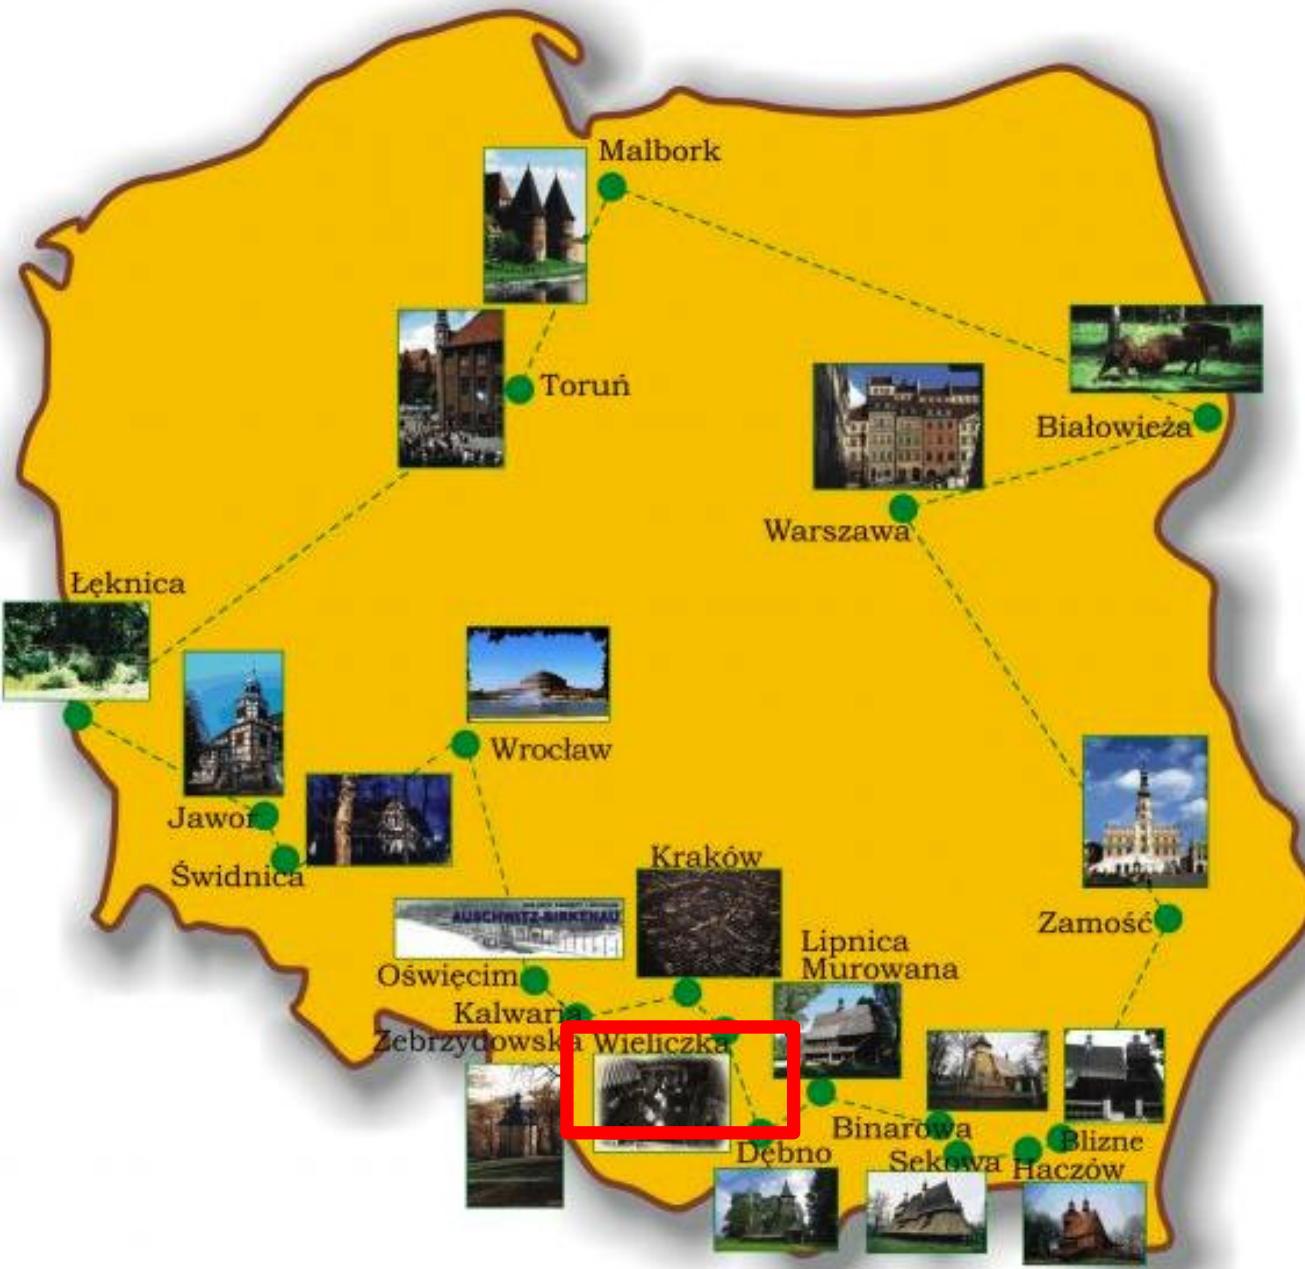 Malbork
Toruń
Białowieża
Warszawa
Łęknica
Wrocław
Jawor
Świdnica
Kraków
AUSCHWITZ-BIRKENAU
Zamość
Lipnica
Murowana
Oświęcim
Kalwaria
Zebrzydowska
Wieliczka
Binarowa
Blizne
Dębno
Sękowa
Haczów